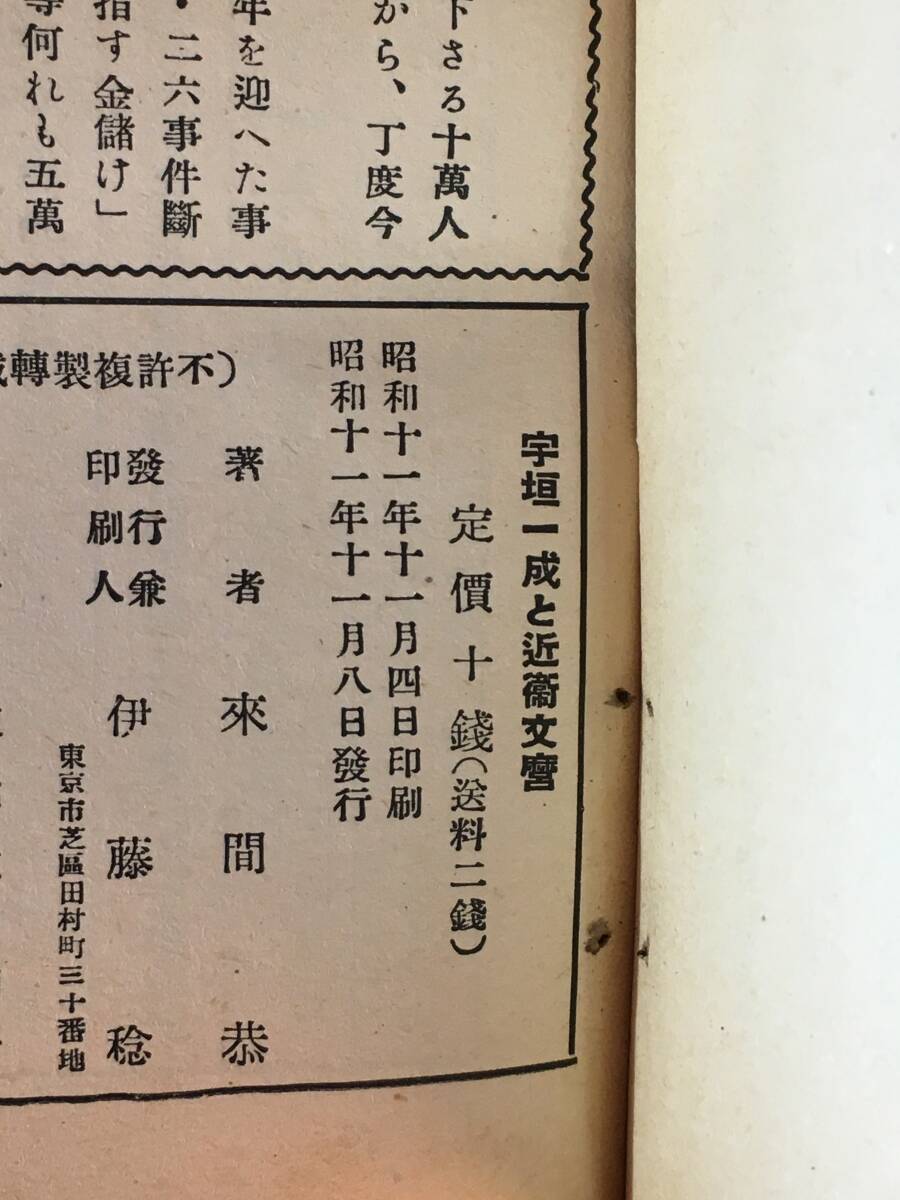 下さる十萬人
から、丁度今
年を迎へた事
・二六事件斷
指す金儲け」
等何れも五萬
宇垣一成と近衞文麿
定價十錢(送料二錢)
昭和十一年十一月四日印刷
昭和十一年十一月八日發行
(不許複製轉
著者 來間恭
發行兼
印刷人 伊藤稔
東京市芝區田村町三十番地